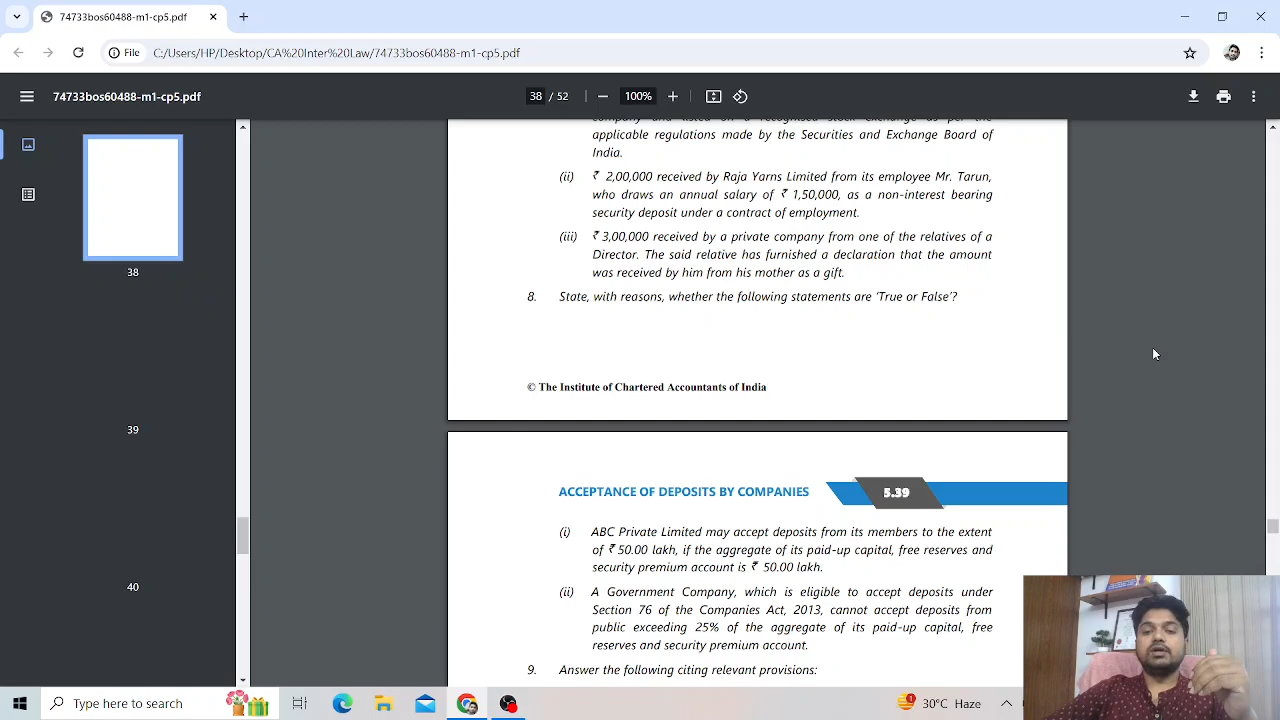 74733bos60488-m1-cp5.pdf
File
C:/Users/HP/Desktop/CA%20Inter%20Law/74733bos60488-m1-cp5.pdf
74733bos60488-m1-cp5.pdf
38 / 52
100%
38
39
40
company and listed on a recognised stock exchange as per the
applicable regulations made by the Securities and Exchange Board of
India.
(ii) ₹ 2,00,000 received by Raja Yarns Limited from its employee Mr. Tarun,
who draws an annual salary of ₹ 1,50,000, as a non-interest bearing
security deposit under a contract of employment.
(iii) ₹ 3,00,000 received by a private company from one of the relatives of a
Director. The said relative has furnished a declaration that the amount
was received by him from his mother as a gift.
8. State, with reasons, whether the following statements are ‘True or False’?
© The Institute of Chartered Accountants of India
ACCEPTANCE OF DEPOSITS BY COMPANIES
5.39
(i) ABC Private Limited may accept deposits from its members to the extent
of ₹ 50.00 lakh, if the aggregate of its paid-up capital, free reserves and
security premium account is ₹ 50.00 lakh.
(ii) A Government Company, which is eligible to accept deposits under
Section 76 of the Companies Act, 2013, cannot accept deposits from
public exceeding 25% of the aggregate of its paid-up capital, free
reserves and security premium account.
9. Answer the following citing relevant provisions:
Type here to search
1
30°C Haze